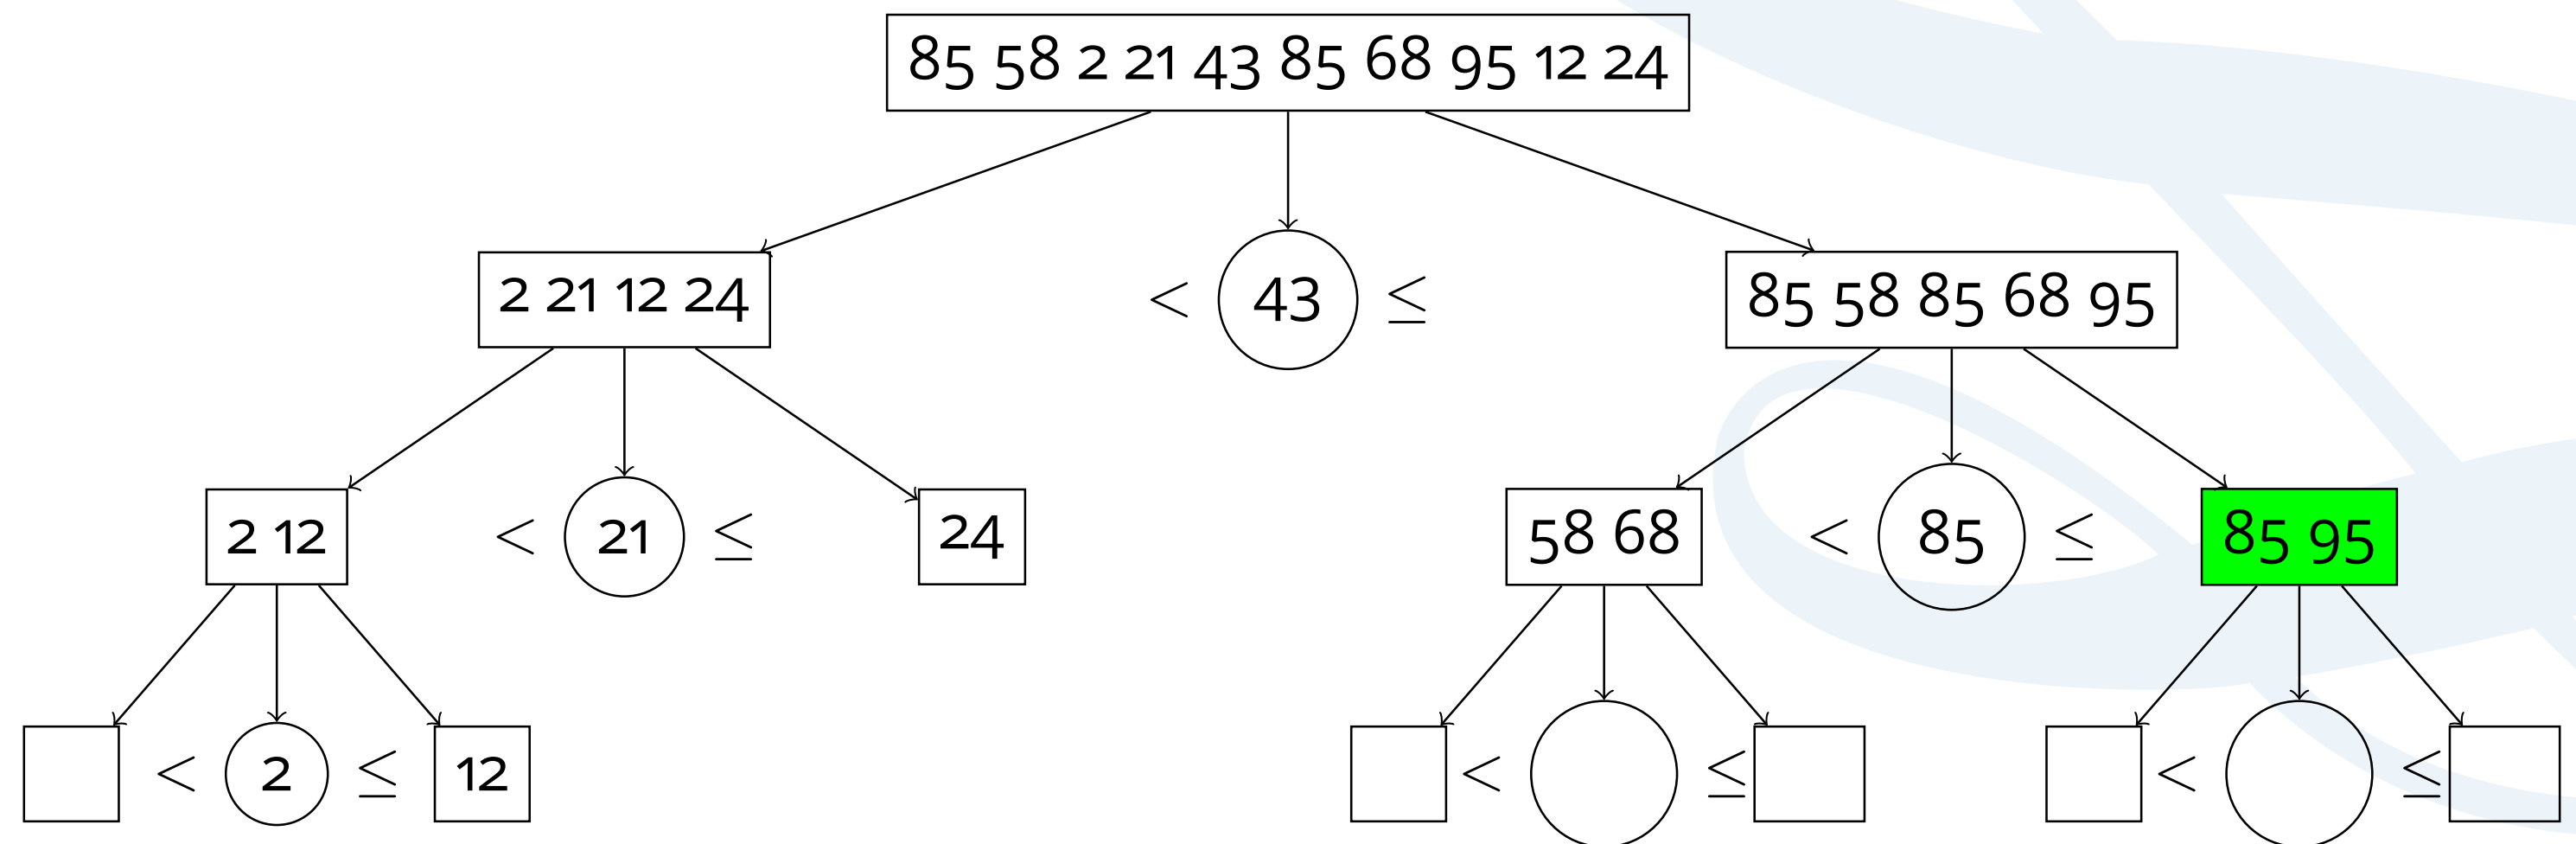 85 58 2 21 43 85 68 95 12 24
2 21 12 24 < 43 ≤ 85 58 85 68 95
2 12 < 21 ≤ 24 58 68 < 85 ≤ 85 95
< 2 ≤ 12 < ≤ < ≤